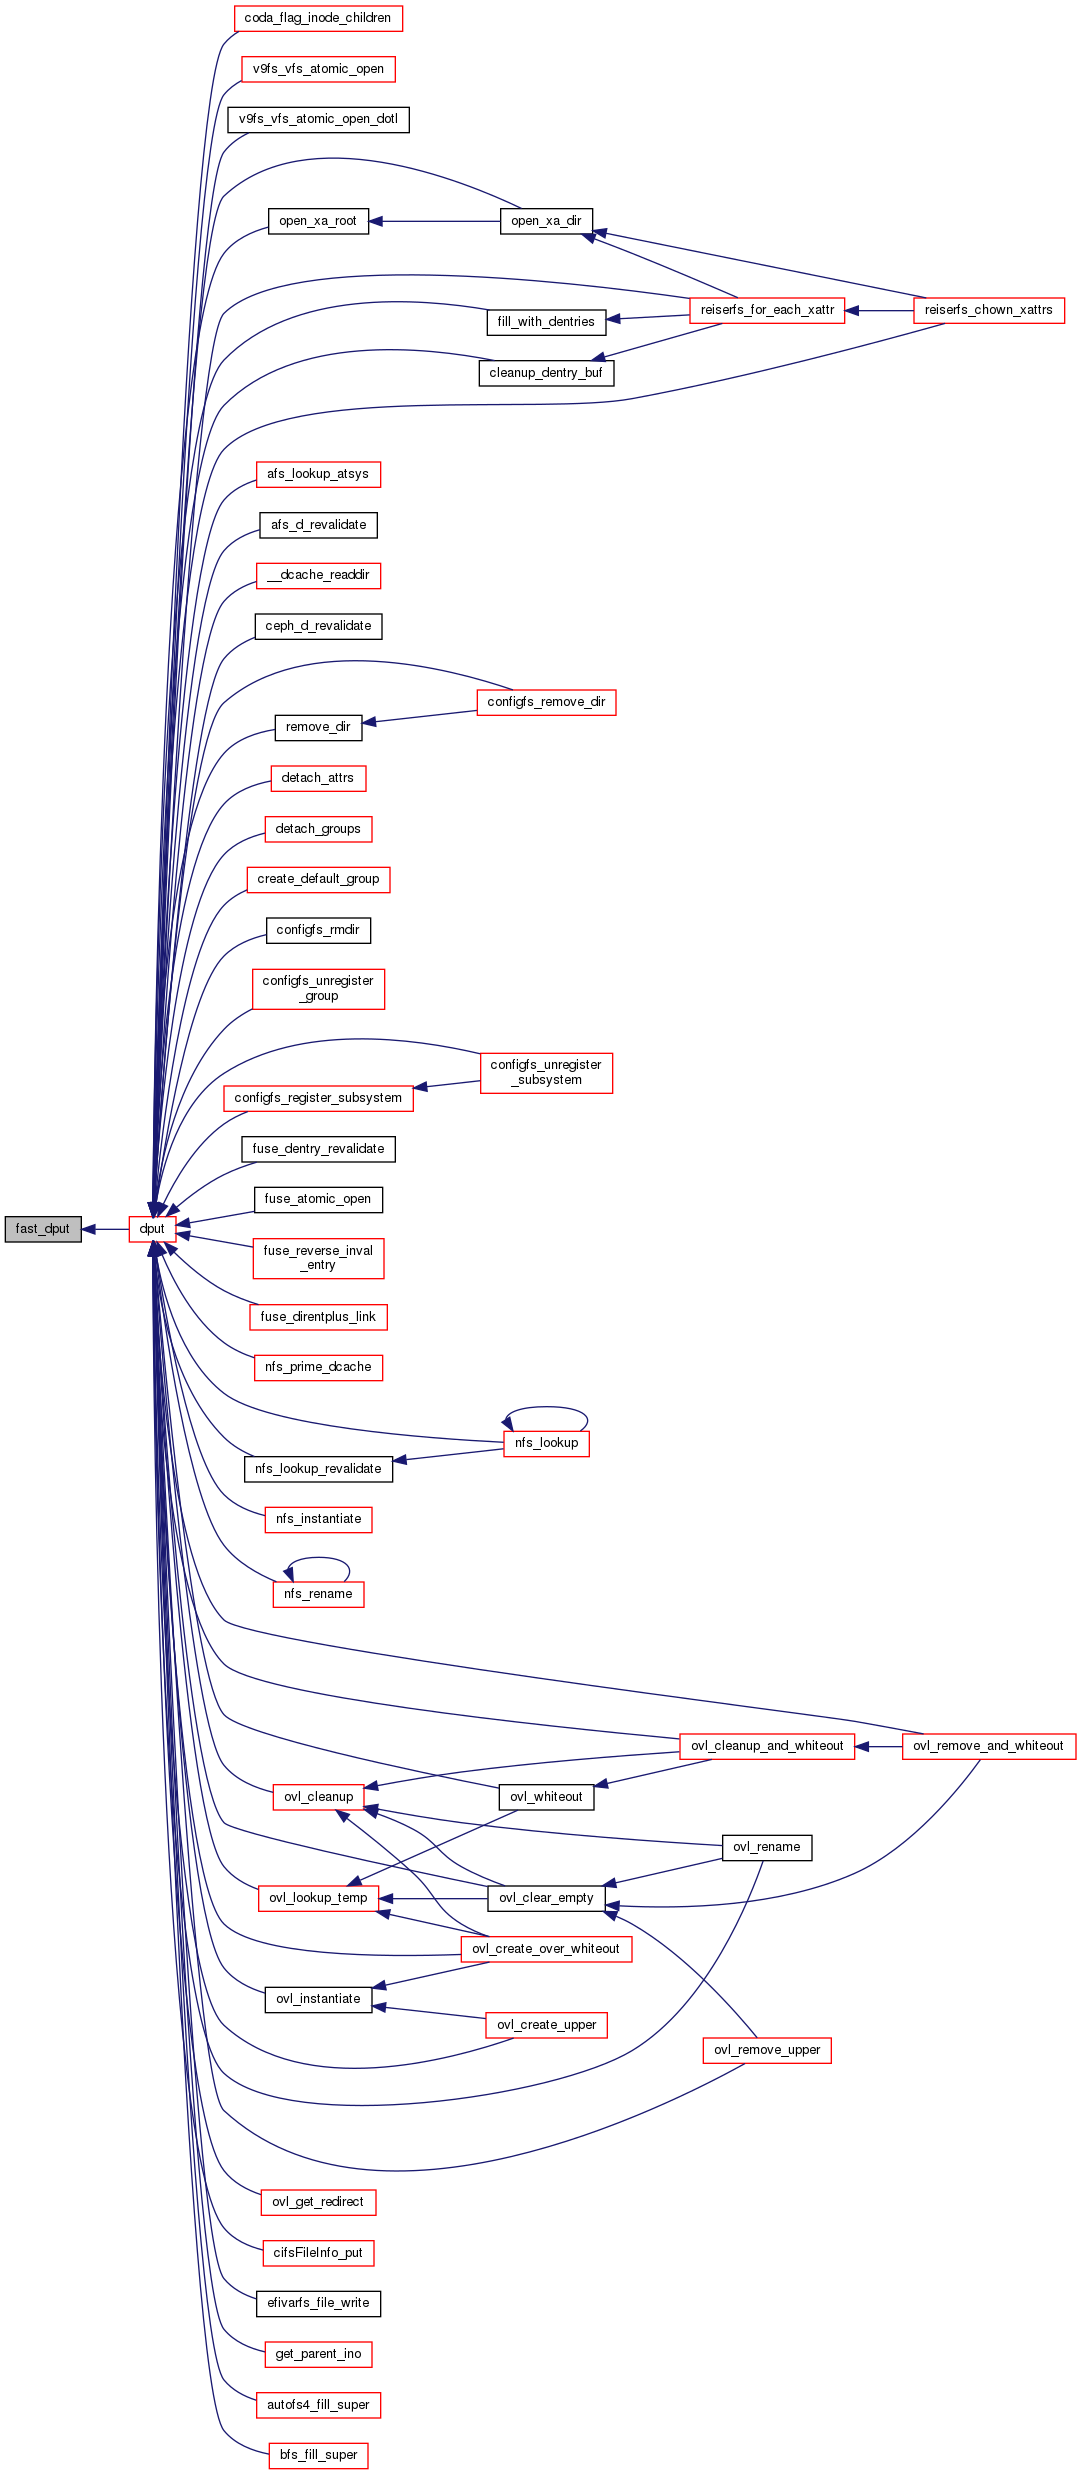 coda_flag_inode_children
v9fs_vfs_atomic_open
v9fs_vfs_atomic_open_dotl
open_xa_root
open_xa_dir
reiserfs_for_each_xattr
reiserfs_chown_xattrs
fill_with_dentries
cleanup_dentry_buf
afs_lookup_atsys
afs_d_revalidate
__dcache_readdir
ceph_d_revalidate
configfs_remove_dir
remove_dir
detach_attrs
detach_groups
create_default_group
configfs_rmdir
configfs_unregister
_group
configfs_unregister
_subsystem
configfs_register_subsystem
fuse_dentry_revalidate
fuse_atomic_open
fast_dput
dput
fuse_reverse_inval
_entry
fuse_direntplus_link
nfs_prime_dcache
nfs_lookup
nfs_lookup_revalidate
nfs_instantiate
nfs_rename
ovl_cleanup_and_whiteout
ovl_remove_and_whiteout
ovl_cleanup
ovl_whiteout
ovl_rename
ovl_lookup_temp
ovl_clear_empty
ovl_create_over_whiteout
ovl_instantiate
ovl_create_upper
ovl_remove_upper
ovl_get_redirect
cifsFileInfo_put
efivarfs_file_write
get_parent_ino
autofs4_fill_super
bfs_fill_super